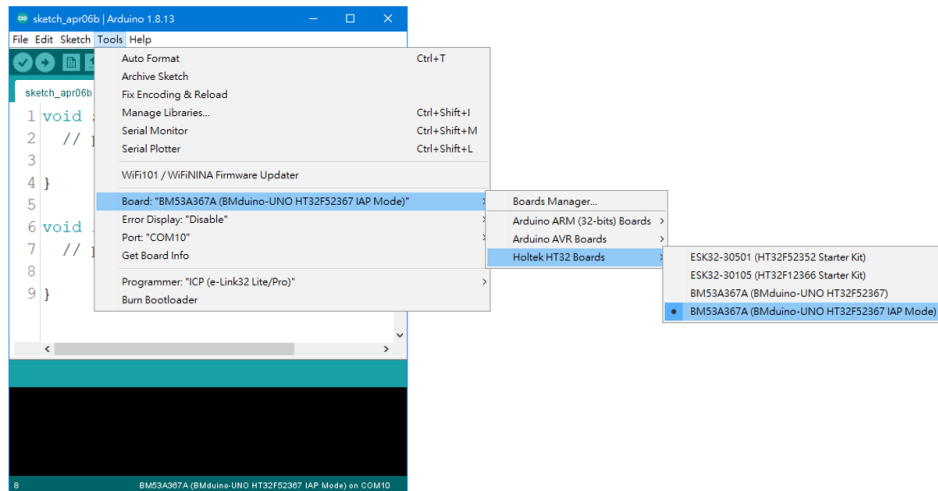 sketch_apr06b | Arduino 1.8.13
File Edit Sketch Tools Help
sketch_apr06b
Auto Format Ctrl+T
Archive Sketch
Fix Encoding & Reload
Manage Libraries... Ctrl+Shift+I
Serial Monitor Ctrl+Shift+M
Serial Plotter Ctrl+Shift+L
WiFi101 / WiFiNINA Firmware Updater
Board: "BM53A367A (BMduino-UNO HT32F52367 IAP Mode)"
Error Display: "Disable"
Port: "COM10"
Get Board Info
Programmer: "ICP (e-Link32 Lite/Pro)"
Burn Bootloader
Boards Manager...
Arduino ARM (32-bits) Boards
Arduino AVR Boards
Holtek HT32 Boards
ESK32-30501 (HT32F52352 Starter Kit)
ESK32-30105 (HT32F12366 Starter Kit)
BM53A367A (BMduino-UNO HT32F52367)
BM53A367A (BMduino-UNO HT32F52367 IAP Mode)
1 void
2 //
3
4 }
5
6 void
7 //
8
9 }
8 BM53A367A (BMduino-UNO HT32F52367 IAP Mode) on COM10